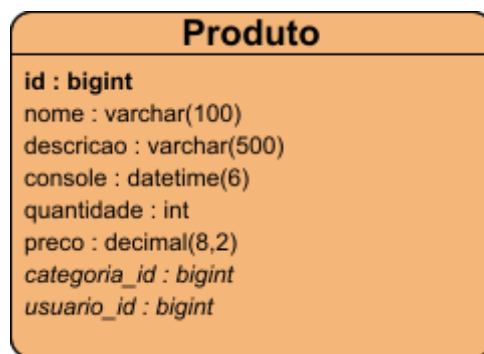 Produto
id : bigint
nome : varchar(100)
descricao : varchar(500)
console : datetime(6)
quantidade : int
preco : decimal(8,2)
categoria_id : bigint
usuario_id : bigint